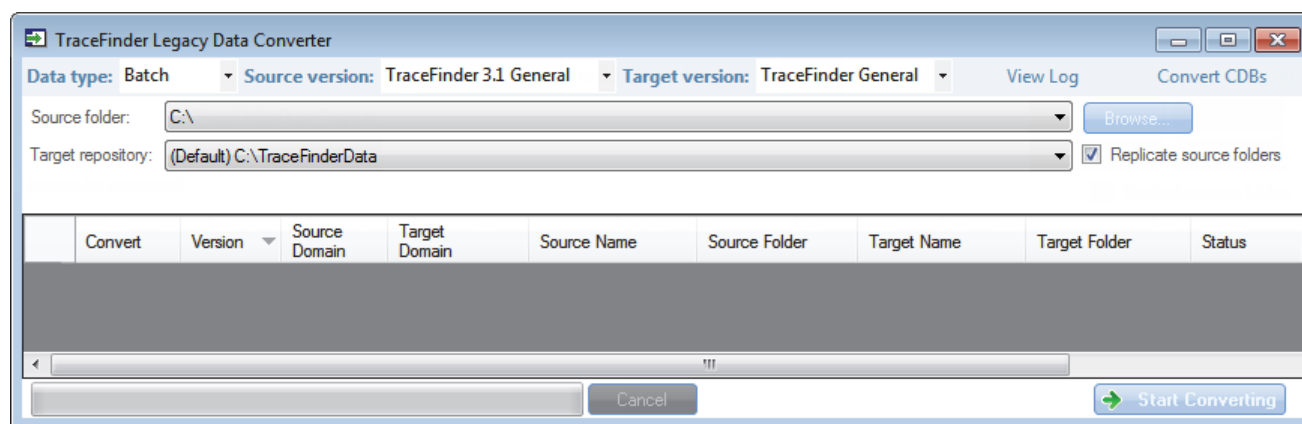 TraceFinder Legacy Data Converter
Data type: Batch Source version: TraceFinder 3.1 General Target version: TraceFinder General View Log Convert CDBs
Source folder: C:\ Browse...
Target repository: (Default) C:\TraceFinderData Replicate source folders
Convert Version Source Domain Target Domain Source Name Source Folder Target Name Target Folder Status
Cancel Start Converting